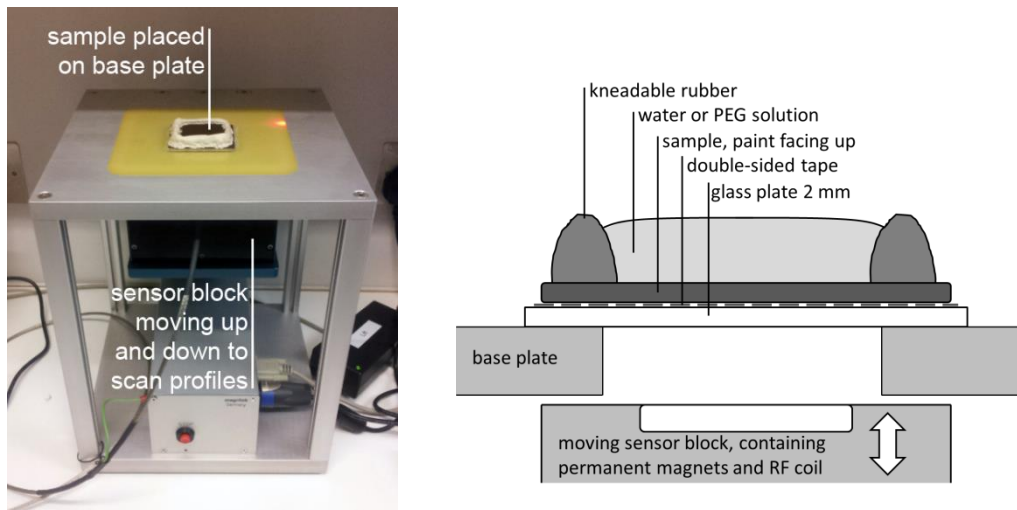 sample placed
on base plate
sensor block
moving up
and down to
scan profiles
kneadable rubber
water or PEG solution
sample, paint facing up
double-sided tape
glass plate 2 mm
base plate
moving sensor block, containing
permanent magnets and RF coil